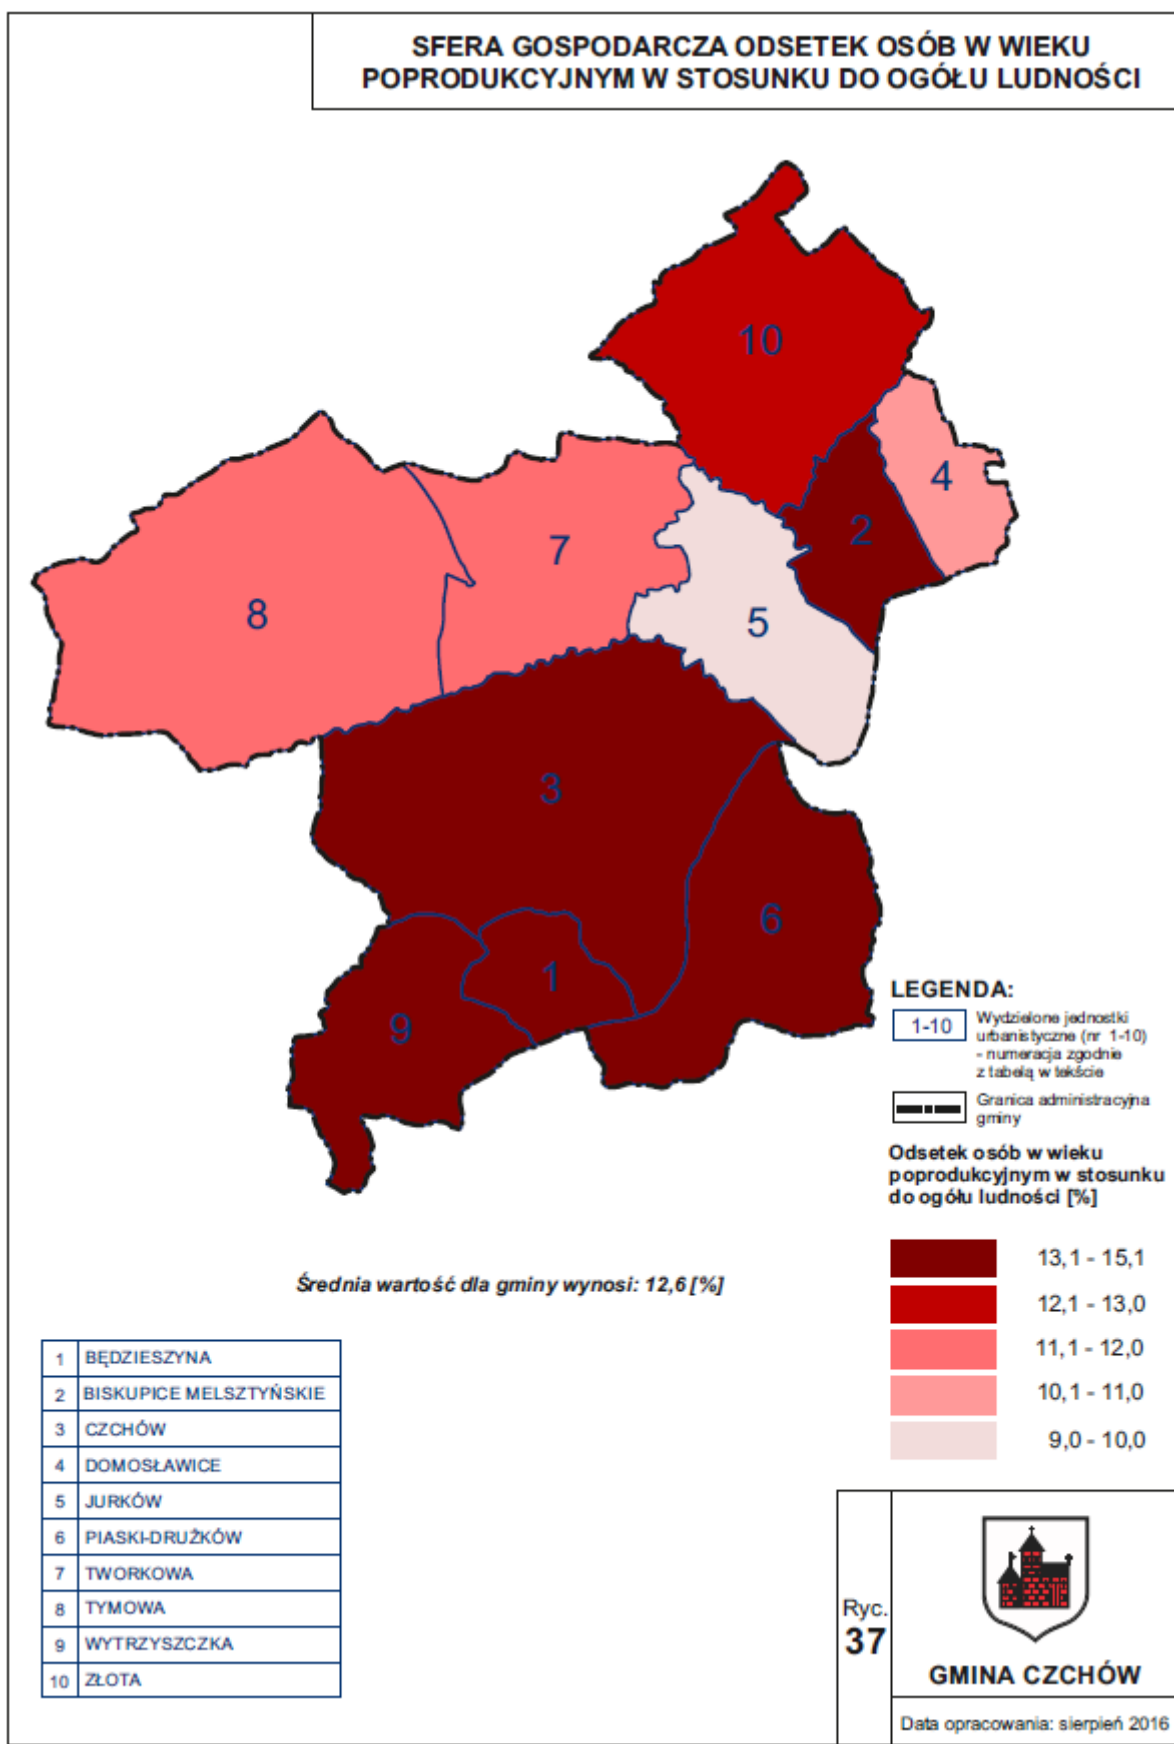 SFERA GOSPODARCZA ODSETEK OSÓB W WIEKU
POPRODUKCYJNYM W STOSUNKU DO OGÓŁU LUDNOŚCI
10
4
2
7
8
5
3
6
1
9
LEGENDA:
1-10
Wydzielone jednostki
urbanistyczne (nr 1-10)
- numeracja zgodnie
z tabelą w tekście
Granica administracyjna
gminy
Odsetek osób w wieku
poprodukcyjnym w stosunku
do ogółu ludności [%]
13,1 - 15,1
12,1 - 13,0
11,1 - 12,0
10,1 - 11,0
9,0 - 10,0
Średnia wartość dla gminy wynosi: 12,6 [%]
1 BĘDZIESZYNA
2 BISKUPICE MELSZTYŃSKIE
3 CZCHÓW
4 DOMOSŁAWICE
5 JURKÓW
6 PIASKI-DRUŻKÓW
7 TWORKOWA
8 TYMOWA
9 WYTRZYSZCZKA
10 ZŁOTA
Ryc.
37
GMINA CZCHÓW
Data opracowania: sierpień 2016